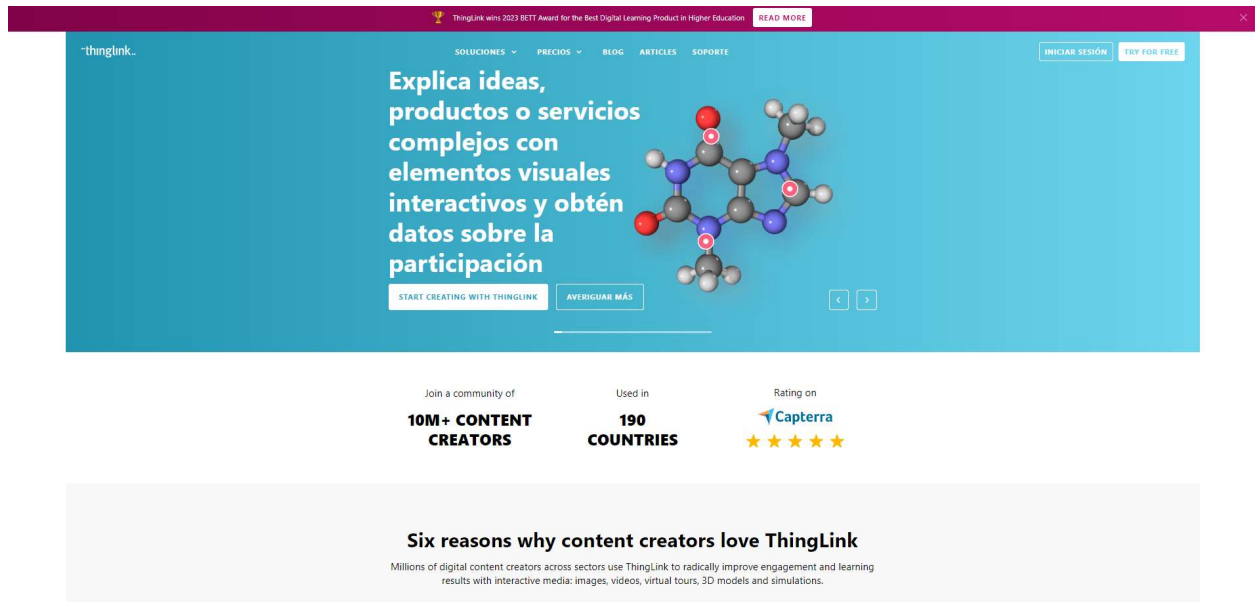 ThingLink wins 2023 BETT Award for the Best Digital Learning Product in Higher Education READ MORE
thinglink..
SOLUCIONES PRECIOS BLOG ARTICLES SOPORTE
INICIAR SESIÓN TRY FOR FREE
Explica ideas,
productos o servicios
complejos con
elementos visuales
interactivos y obtén
datos sobre la
participación
START CREATING WITH THINGLINK AVERIGUAR MÁS
Join a community of
10M+ CONTENT
CREATORS
Used in
190
COUNTRIES
Rating on
Capterra
Six reasons why content creators love ThingLink
Millions of digital content creators across sectors use ThingLink to radically improve engagement and learning
results with interactive media: images, videos, virtual tours, 3D models and simulations.